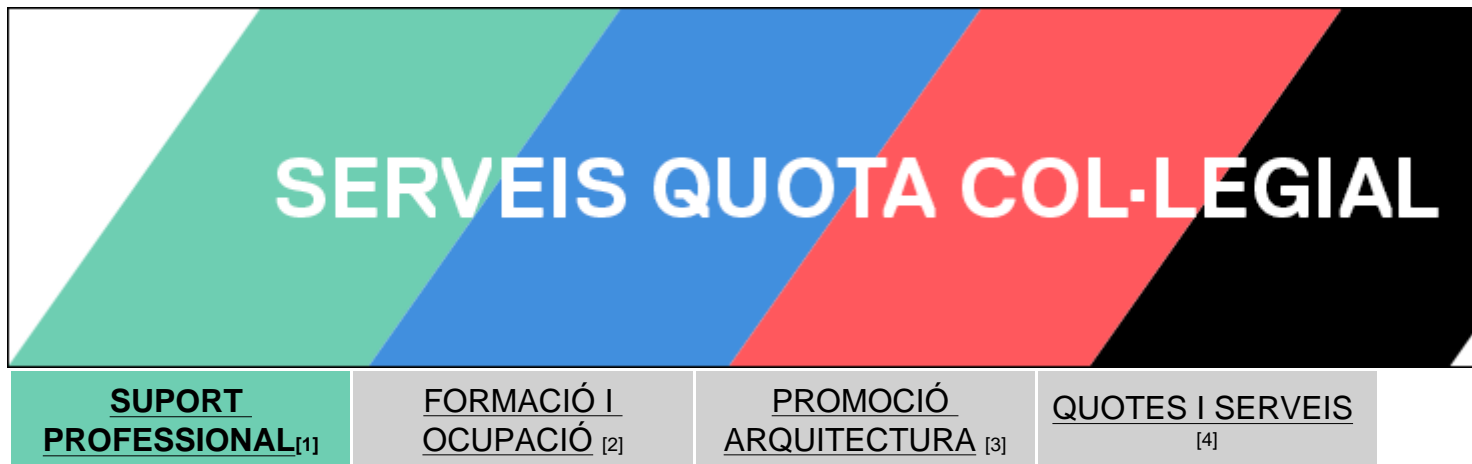 SERVEIS QUOTA COL·LEGIAL
SUPORT
PROFESSIONAL[1]
FORMACIÓ I
OCUPACIÓ [2]
PROMOCIÓ
ARQUITECTURA [3]
QUOTES I SERVEIS
[4]